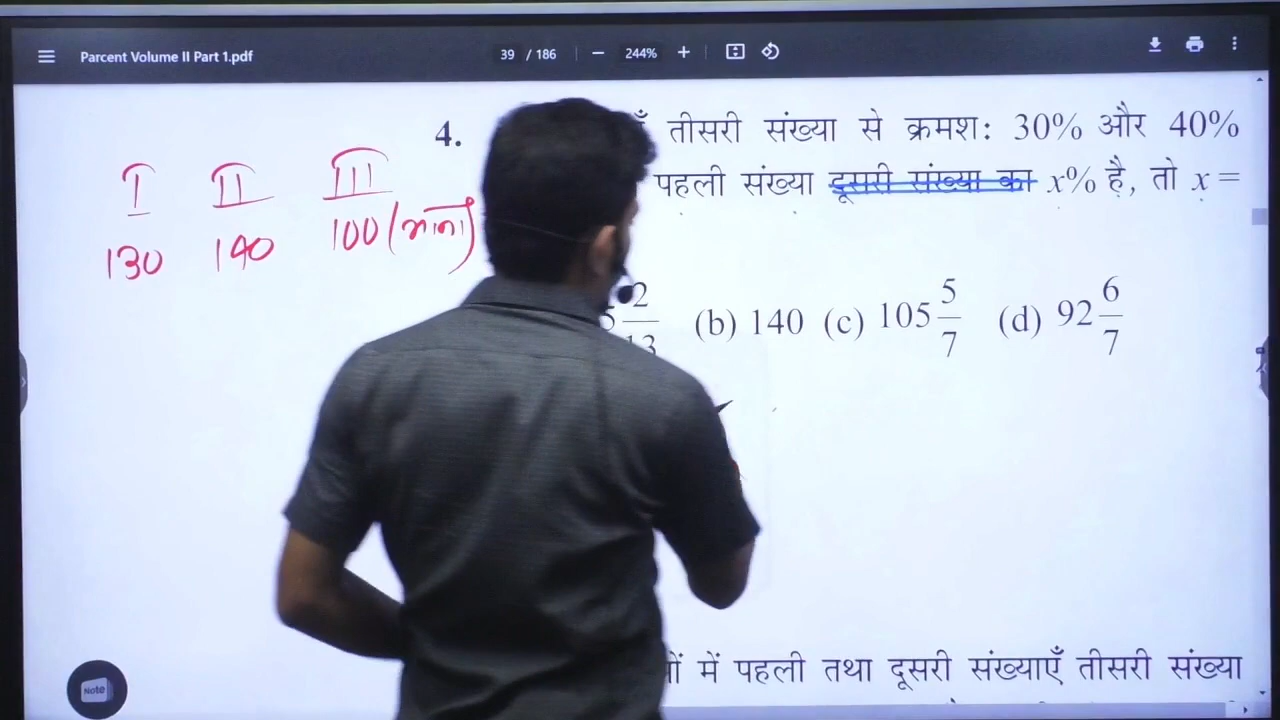 Parcent Volume II Part 1.pdf
39 / 186
244%
4.
तीसरी संख्या से क्रमशः 30% और 40%
पहली संख्या दूसरी संख्या का x% है, तो x =
I II III
130 140 100 (माना)
2
(b) 140 (c) 105 5/7 (d) 92 6/7
में पहली तथा दूसरी संख्याएँ तीसरी संख्या
Note